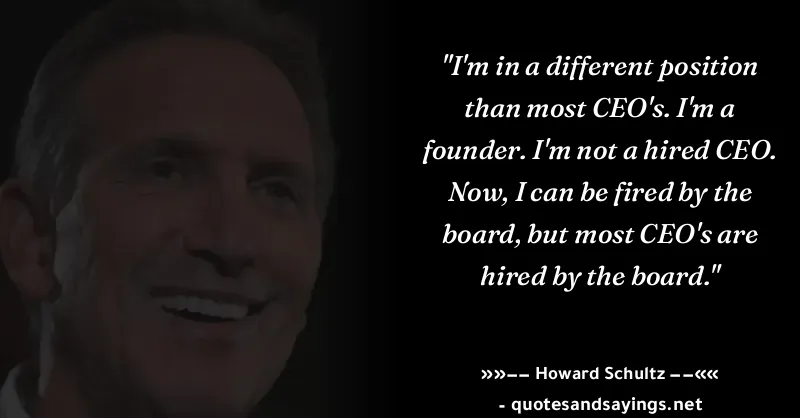 "I'm in a different position
than most CEO's. I'm a
founder. I'm not a hired CEO.
Now, I can be fired by the
board, but most CEO's are
hired by the board."
»»–– Howard Schultz ––««
- quotesandsayings.net